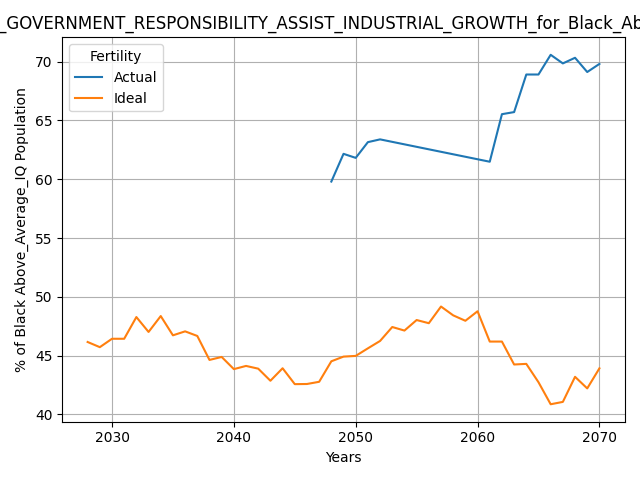 _GOVERNMENT_RESPONSIBILITY_ASSIST_INDUSTRIAL_GROWTH_for_Black_Ab
Fertility
Actual
Ideal
% of Black Above_Average_IQ Population
70
65
60
55
50
45
40
2030
2040
2050
2060
2070
Years